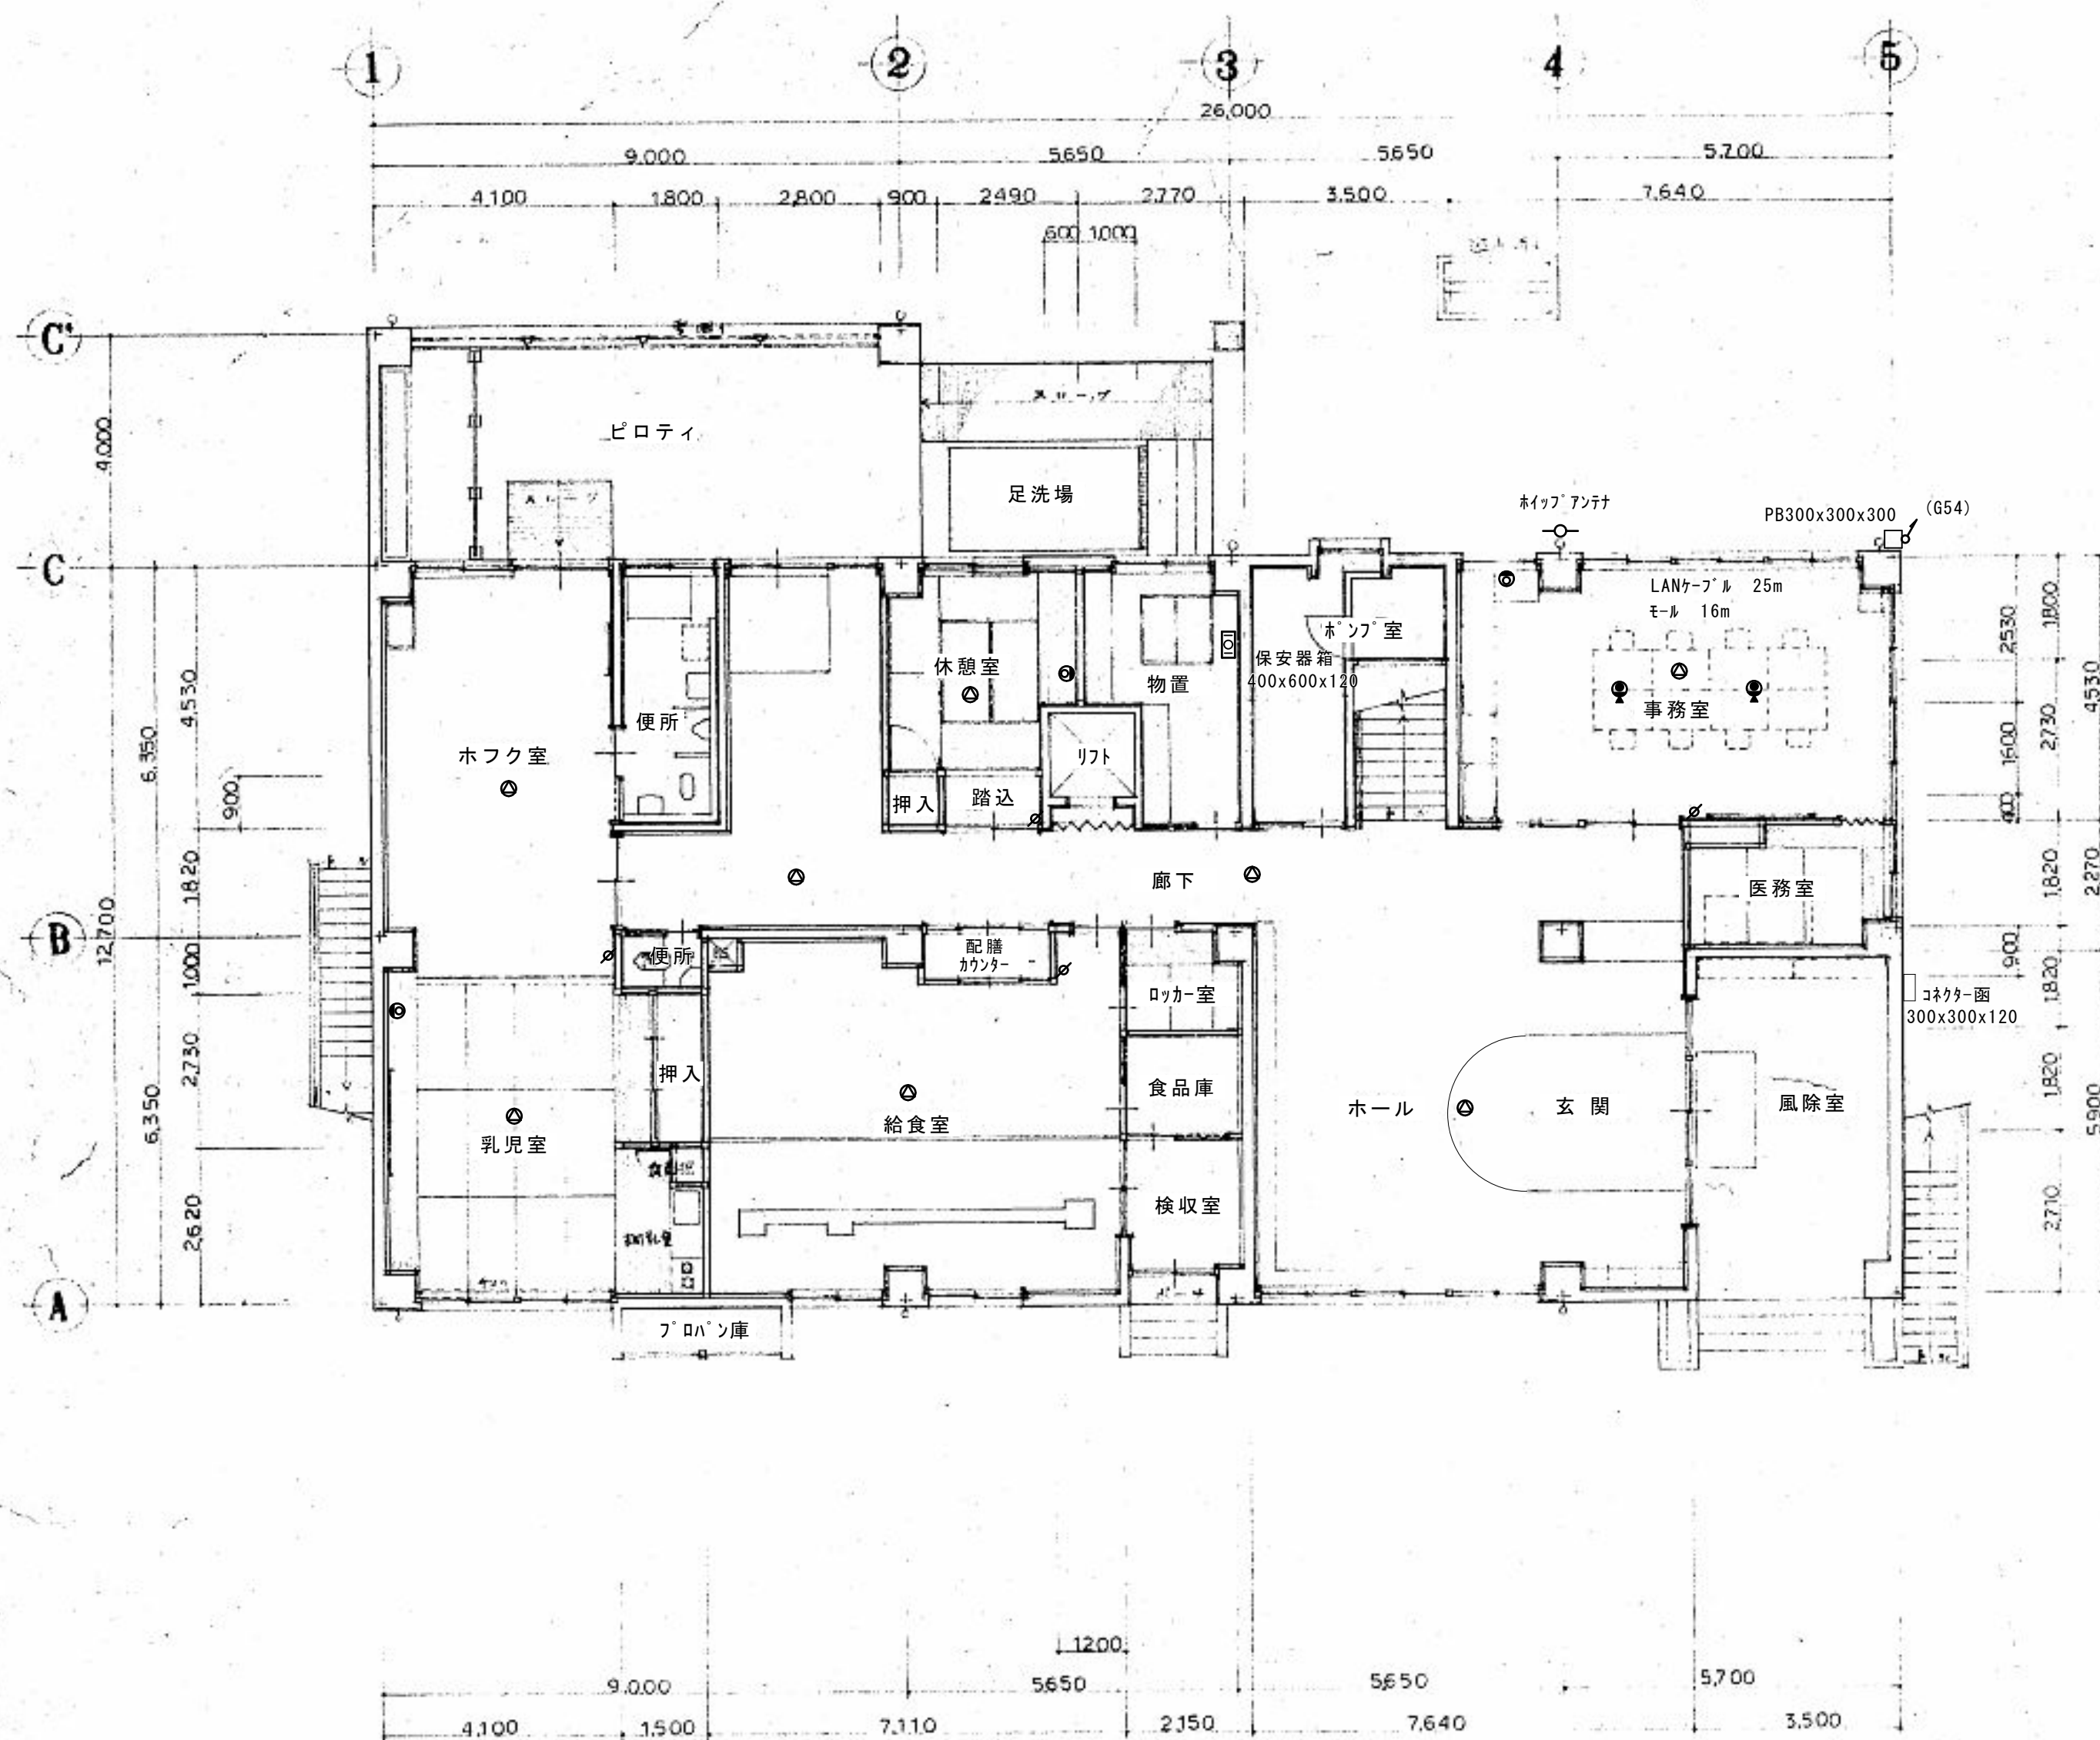 1 2 3 4 5
26,000
9,000 5,650 5,650 5,700
4,100 1,800 2,800 900 2,490 2,770 3,500 7,640
600 1,000
C'
スロープ
4,000
ピロティ
足洗場
スロープ
ホイップアンテナ
PB300x300x300
(G54)
C
LANケーブル 25m
モール 16m
ポンプ室
保安器箱
400x600x120
休憩室
物置
便所
事務室
ホフク室
リフト
押入
踏込
医務室
廊下
2,530
1,800
4,530
1,600
2,730
400
1,820
2,270
900
1,820
1,820
5,900
2,710
4,530
6,350
900
1,820
12,700
1,000
2,730
6,350
2,620
B
便所
配膳
カウンター
ロッカー室
コネクター函
300x300x120
押入
食品庫
給食室
ホール
玄関
風除室
乳児室
検収室
調乳室
A
プロパン庫
1,200
9,000 5,650 5,650 5,700
4,100 1,500 7,110 2,150 7,640 3,500